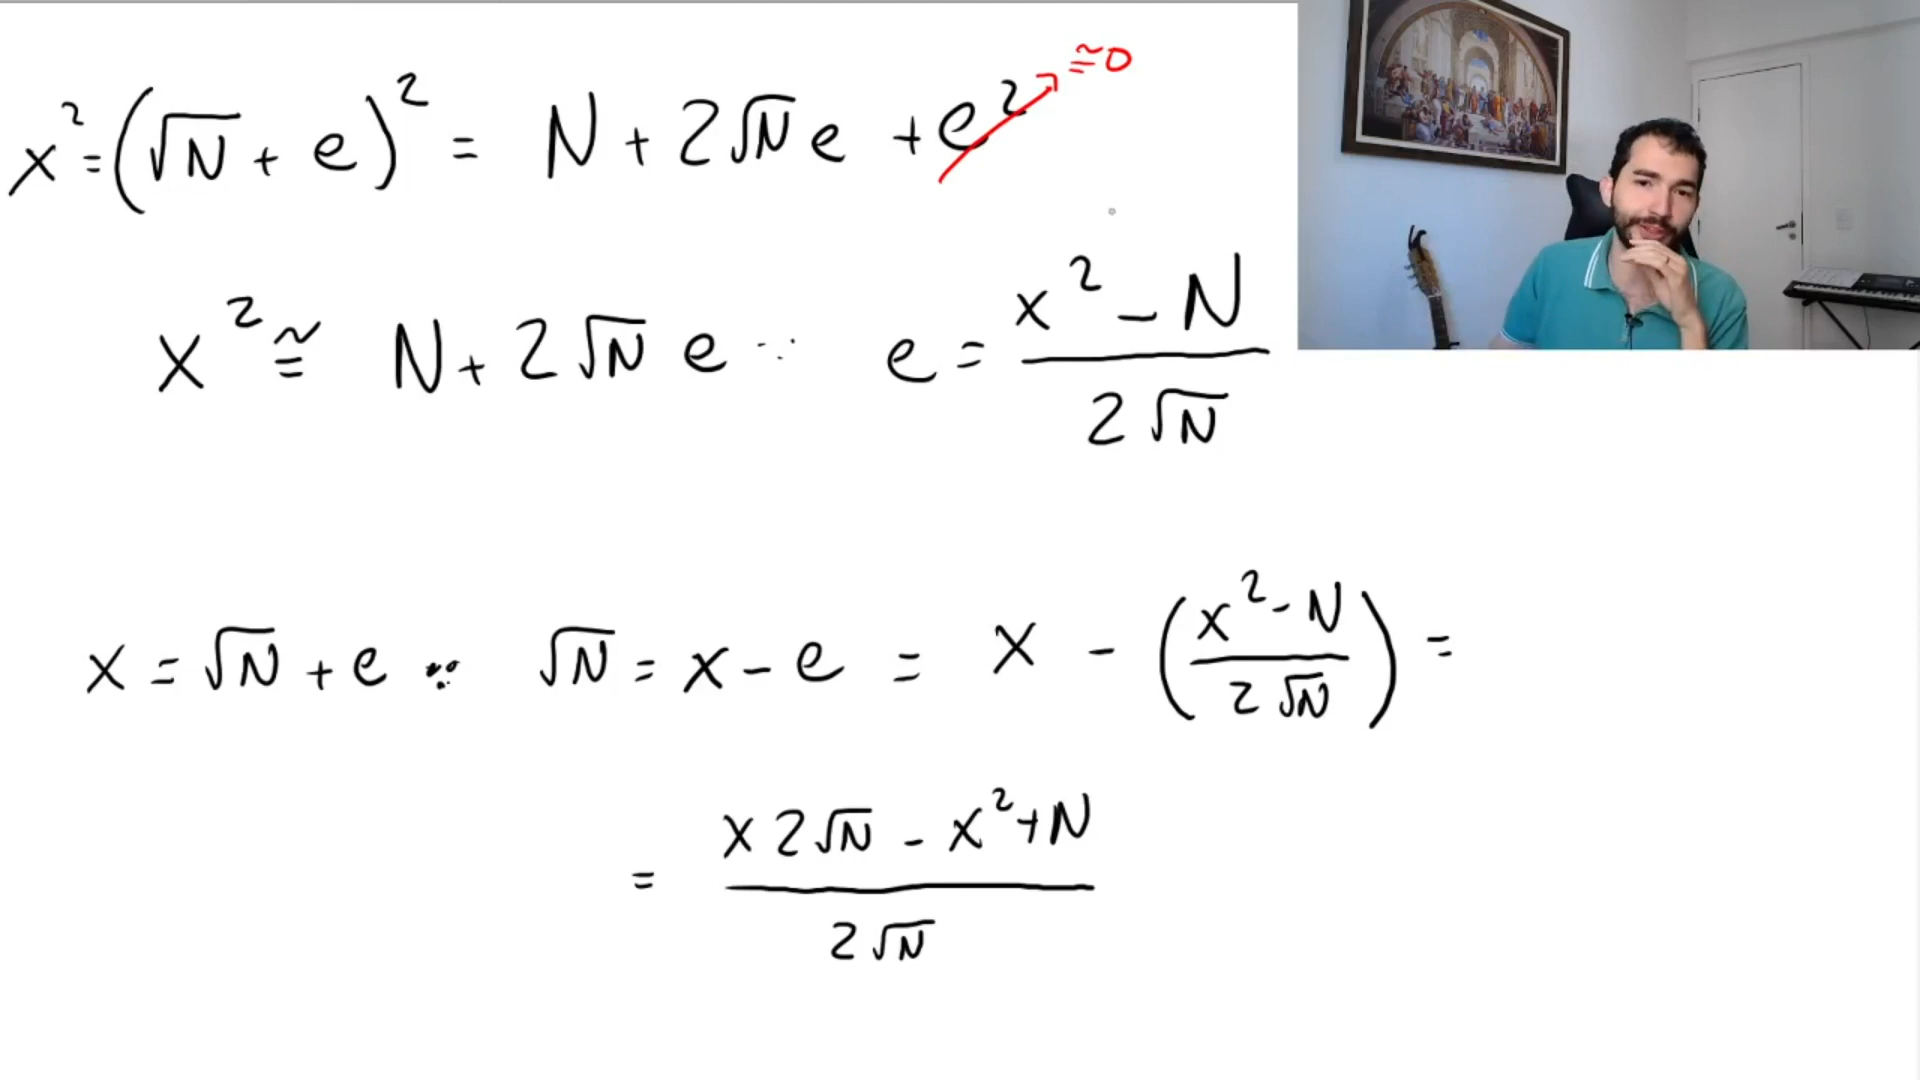 x² = (√N + e)² = N + 2√N e + e² ≅0
x² ≅ N + 2√N e ∴ e = (x² - N) / (2√N)
x = √N + e ∴ √N = x - e = x - ((x² - N) / (2√N)) =
= (x 2√N - x² + N) / (2√N)